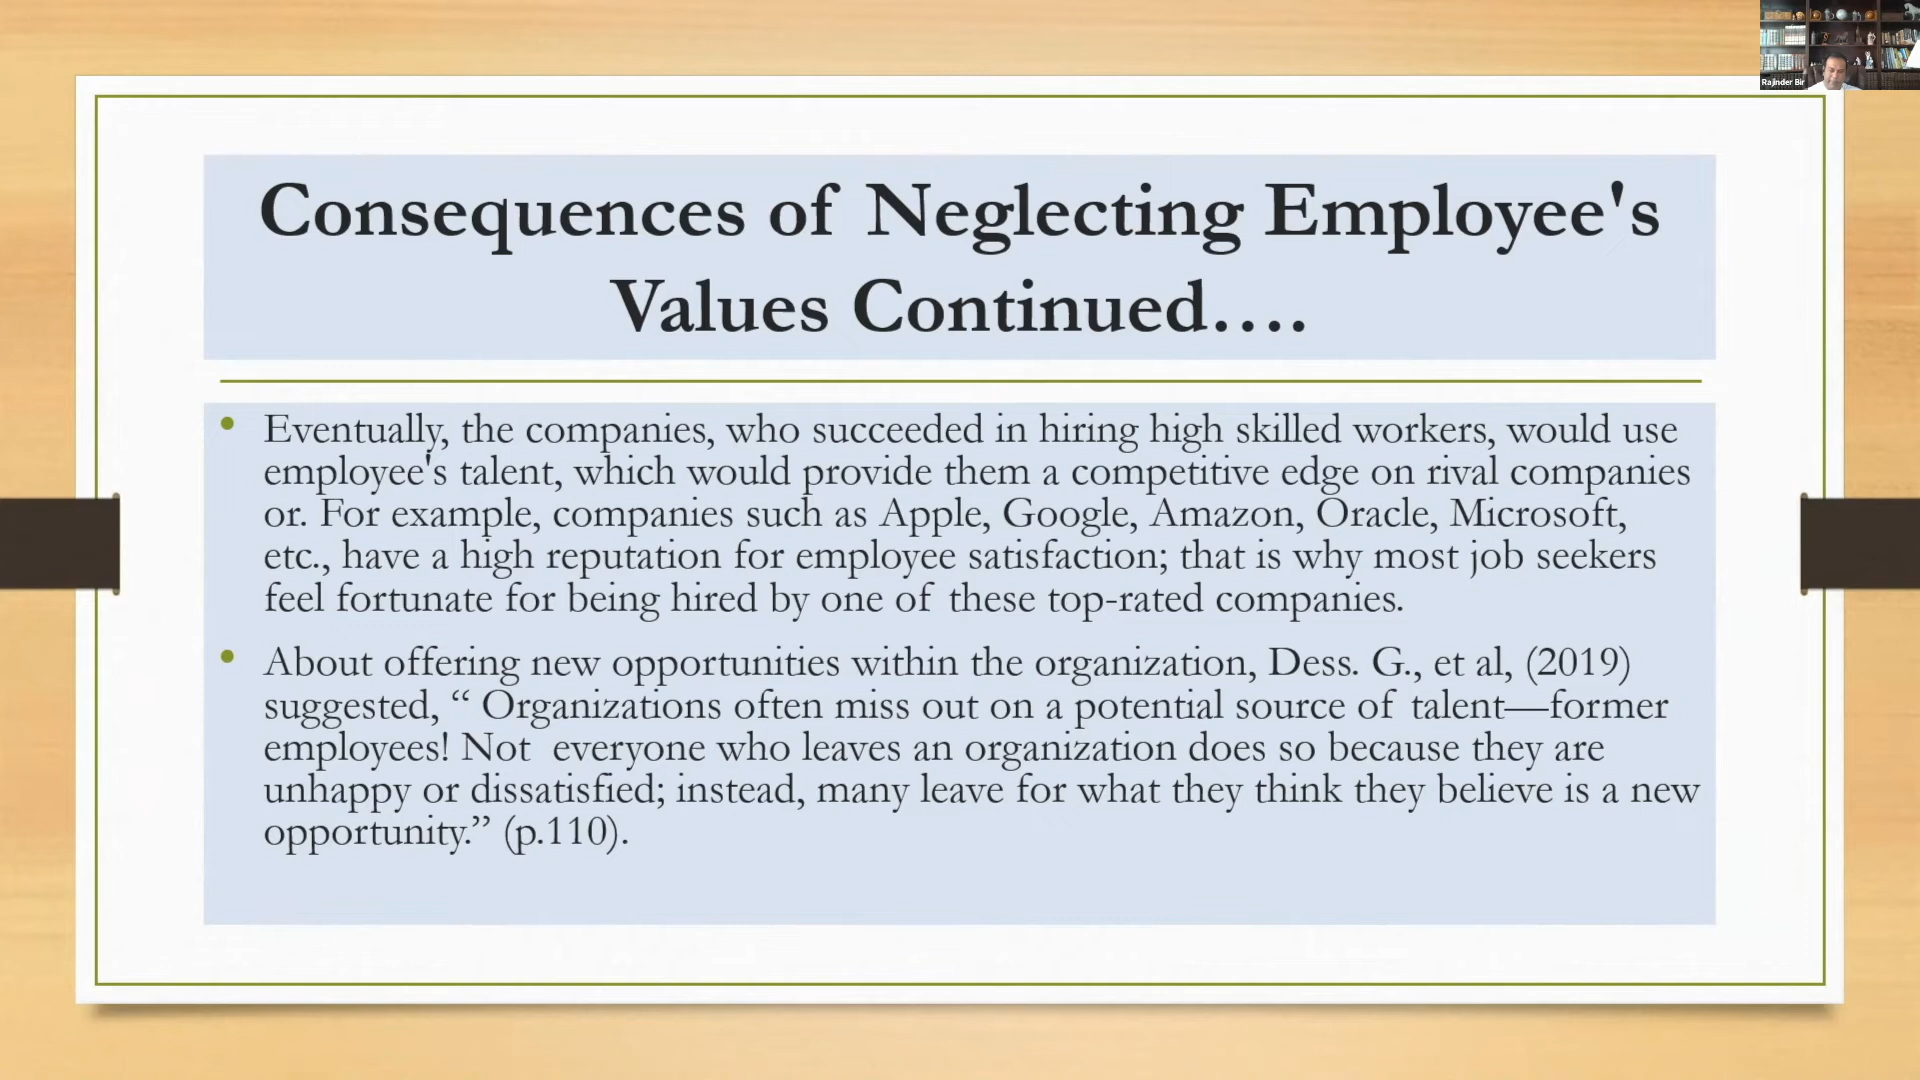 Rajinder Bir
Consequences of Neglecting Employee's
Values Continued....
• Eventually, the companies, who succeeded in hiring high skilled workers, would use
employee's talent, which would provide them a competitive edge on rival companies
or. For example, companies such as Apple, Google, Amazon, Oracle, Microsoft,
etc., have a high reputation for employee satisfaction; that is why most job seekers
feel fortunate for being hired by one of these top-rated companies.
• About offering new opportunities within the organization, Dess. G., et al, (2019)
suggested, “ Organizations often miss out on a potential source of talent—former
employees! Not everyone who leaves an organization does so because they are
unhappy or dissatisfied; instead, many leave for what they think they believe is a new
opportunity.” (p.110).